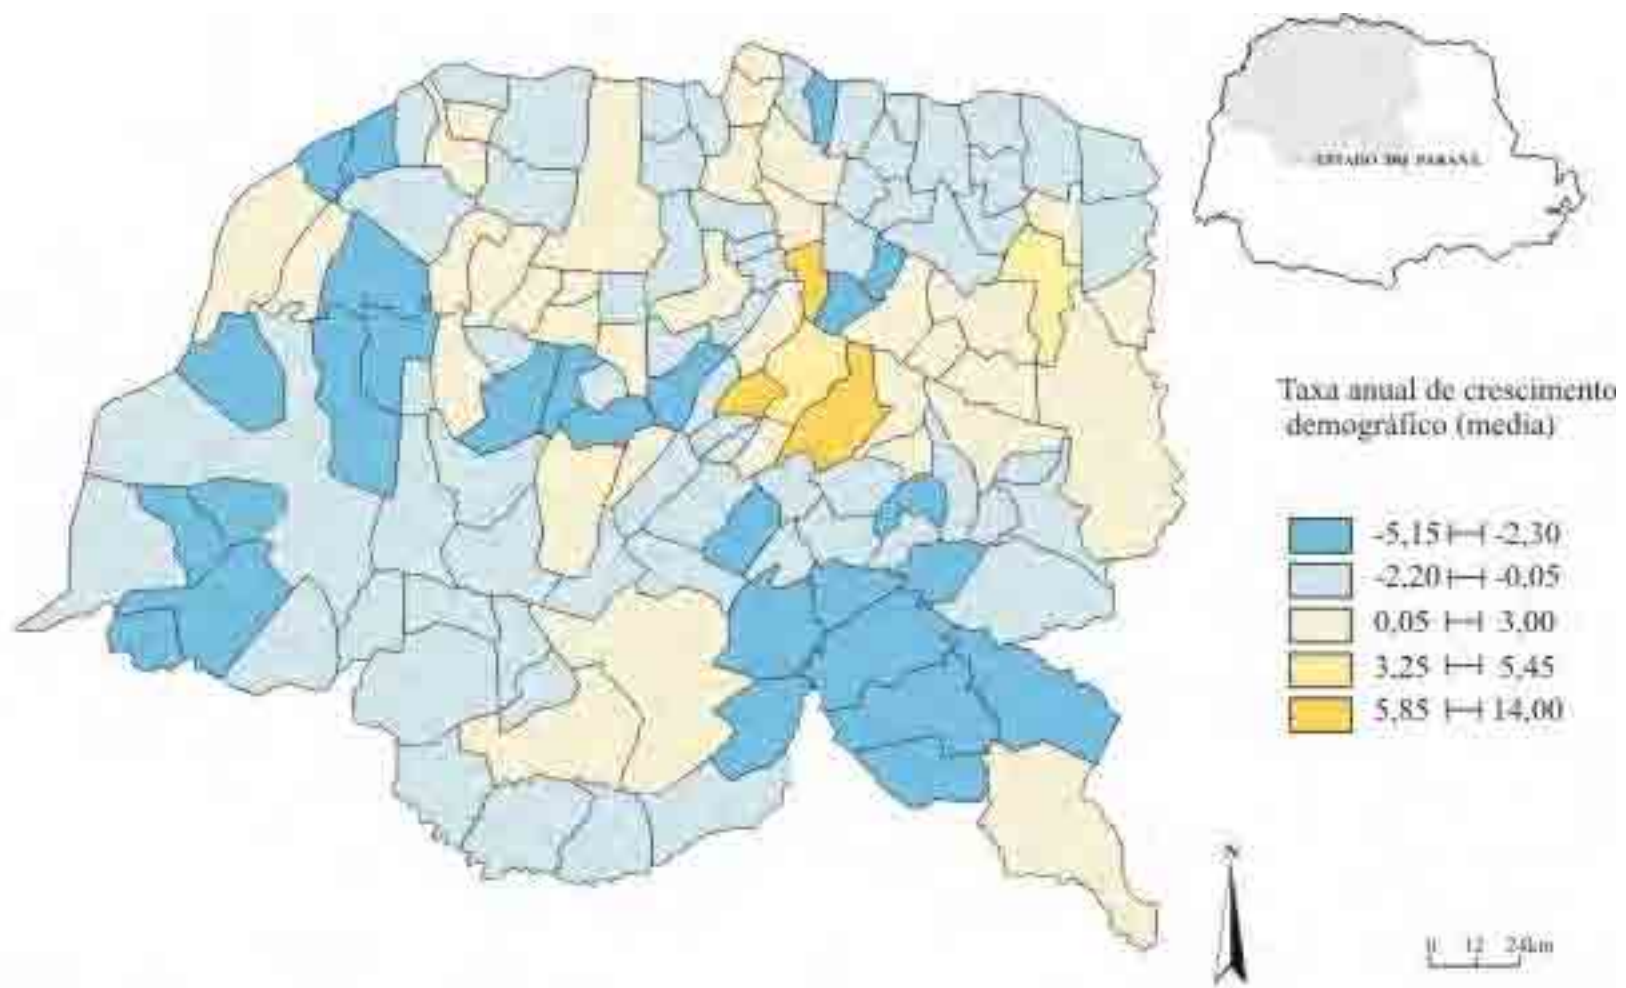 ESTADO DO PARANÁ
Taxa anual de crescimento
demográfico (media)
-5,15 -2,30
-2,20 -0,05
0,05 3,00
3,25 5,45
5,85 14,00
N
0 12 24km